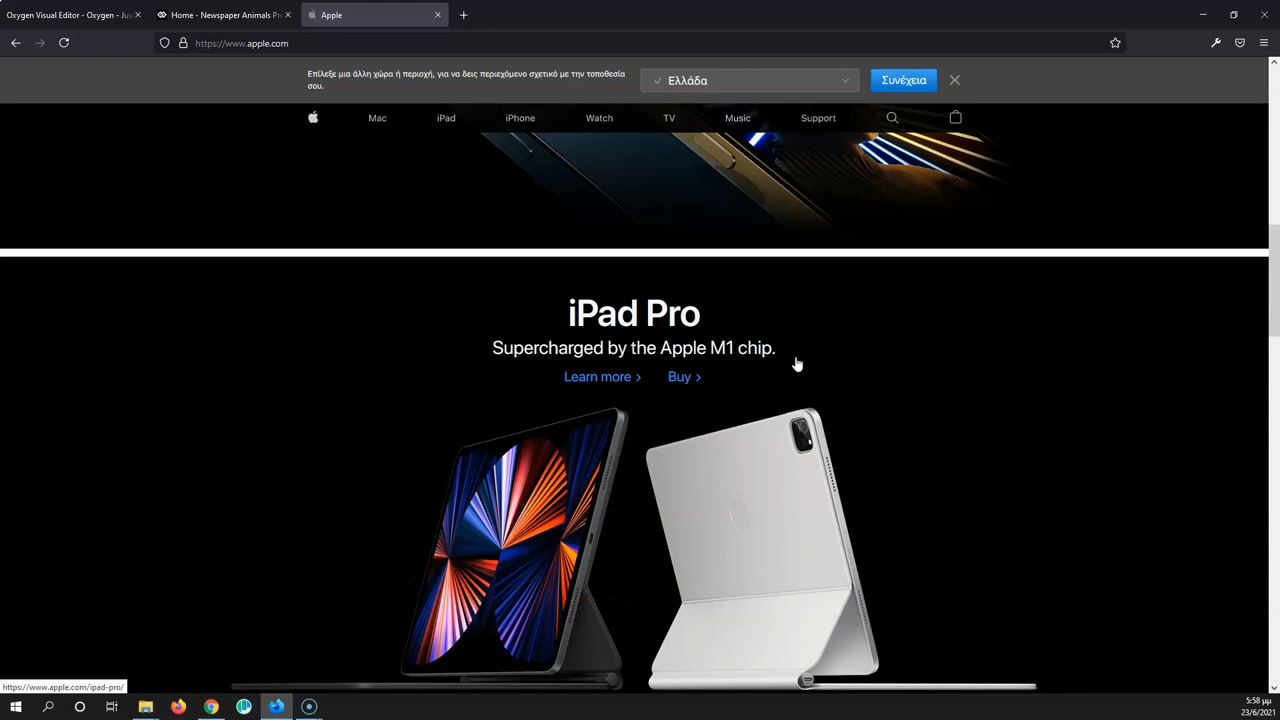 Oxygen Visual Editor - Oxygen - Jus
Home - Newspaper Animals Pr
Apple
https://www.apple.com
Επίλεξε μια άλλη χώρα ή περιοχή, για να δεις περιεχόμενο σχετικό με την τοποθεσία
σου.
Ελλάδα
Συνέχεια
Mac iPad iPhone Watch TV Music Support
iPad Pro
Supercharged by the Apple M1 chip.
Learn more > Buy >
https://www.apple.com/ipad-pro/
5:58 μμ
23/6/2021